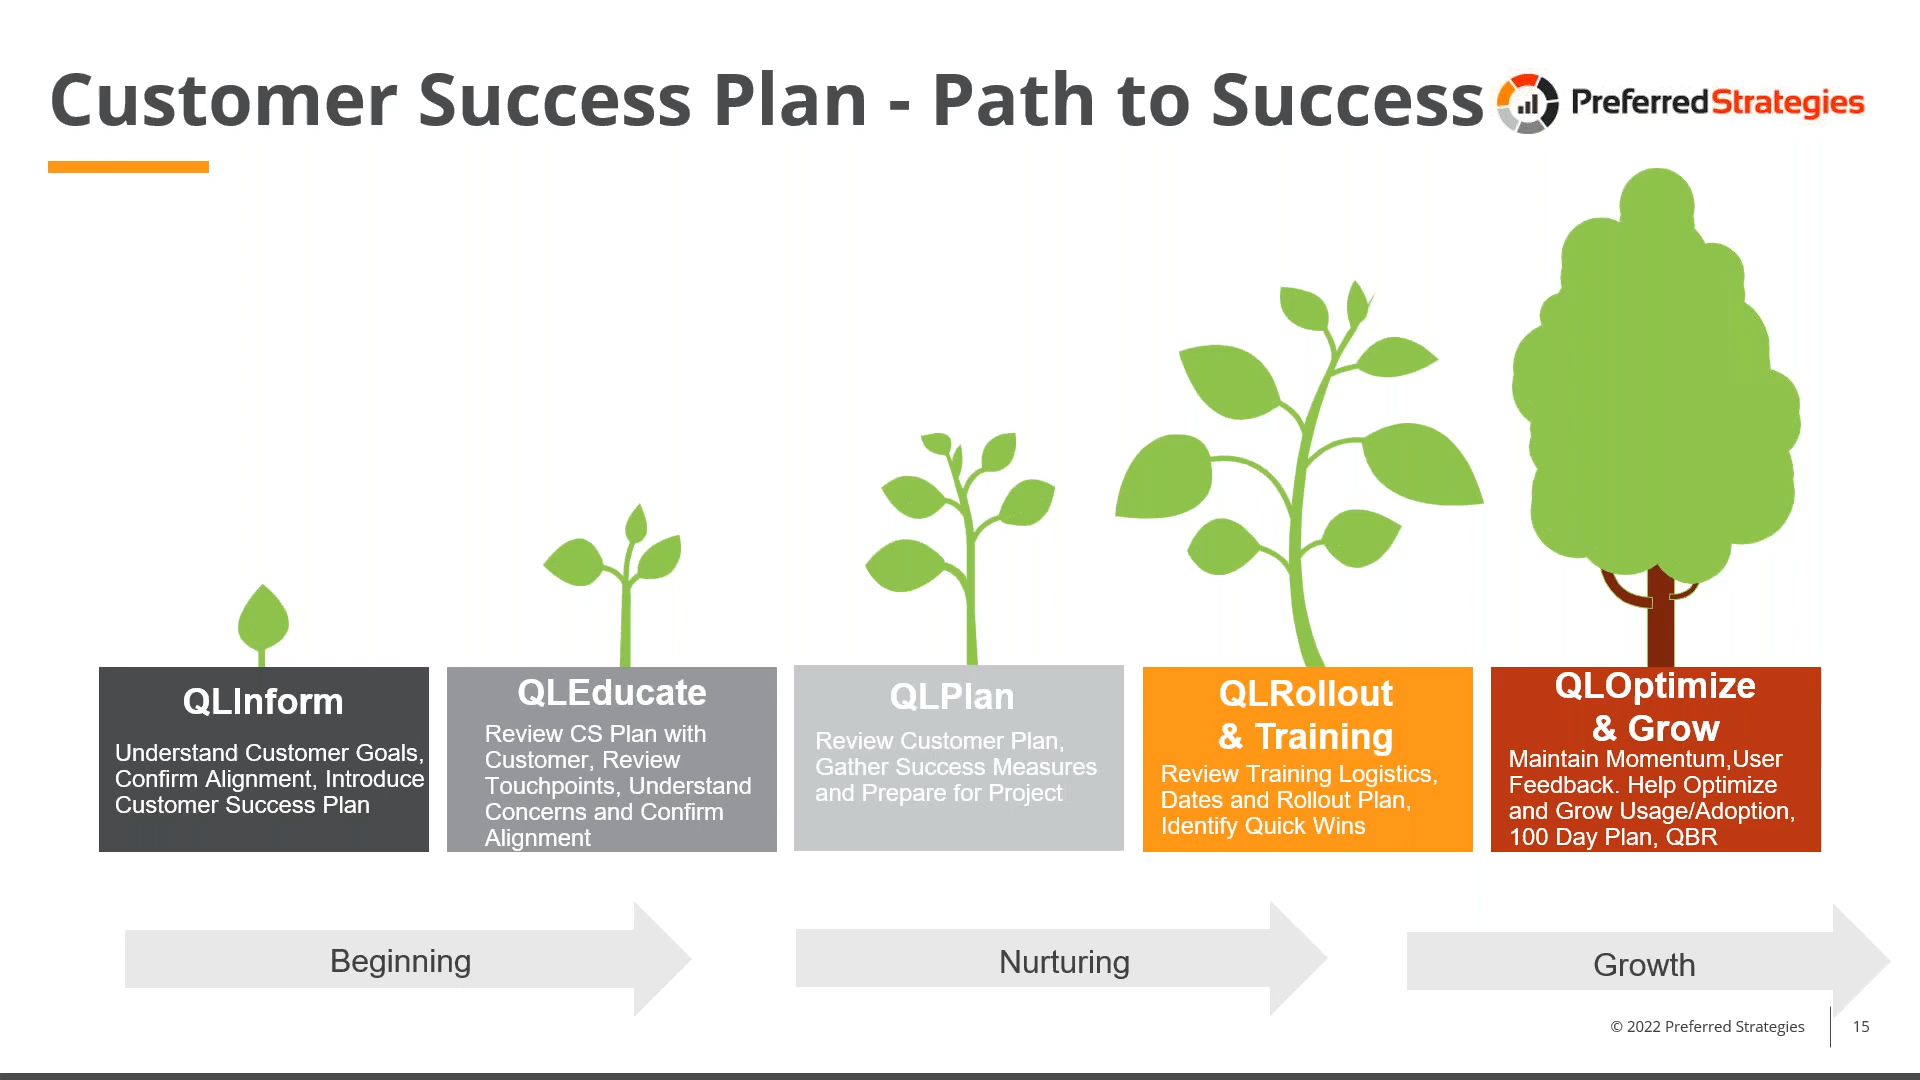 Customer Success Plan - Path to Success
PreferredStrategies
QLInform
Understand Customer Goals,
Confirm Alignment, Introduce
Customer Success Plan
QLEducate
Review CS Plan with
Customer, Review
Touchpoints, Understand
Concerns and Confirm
Alignment
QLPlan
Review Customer Plan,
Gather Success Measures
and Prepare for Project
QLRollout
& Training
Review Training Logistics,
Dates and Rollout Plan,
Identify Quick Wins
QLOptimize
& Grow
Maintain Momentum,User
Feedback. Help Optimize
and Grow Usage/Adoption,
100 Day Plan, QBR
Beginning
Nurturing
Growth
© 2022 Preferred Strategies
15